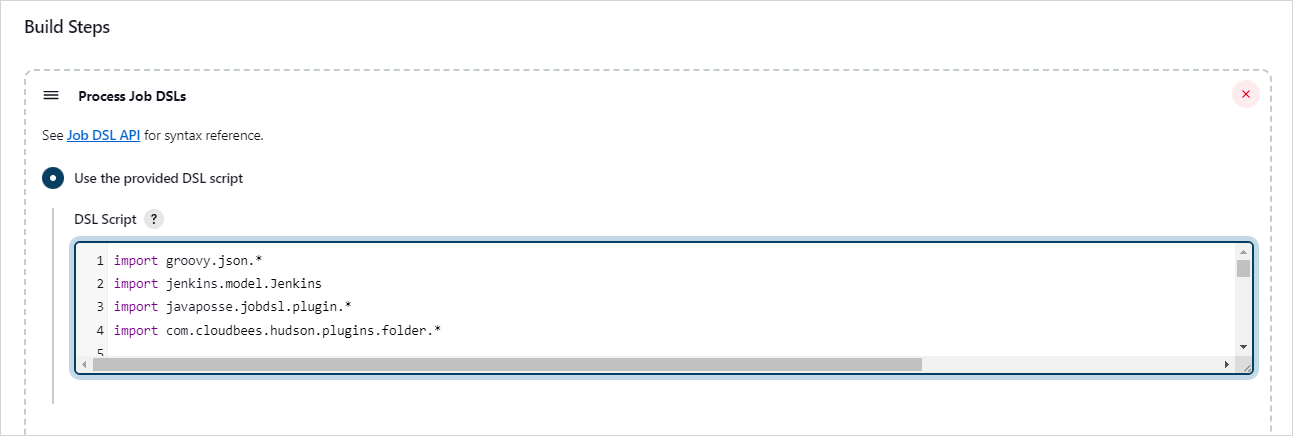 Build Steps
Process Job DSLs
See Job DSL API for syntax reference.
Use the provided DSL script
DSL Script ?
1 import groovy.json.*
2 import jenkins.model.Jenkins
3 import javaposse.jobdsl.plugin.*
4 import com.cloudbees.hudson.plugins.folder.*
5